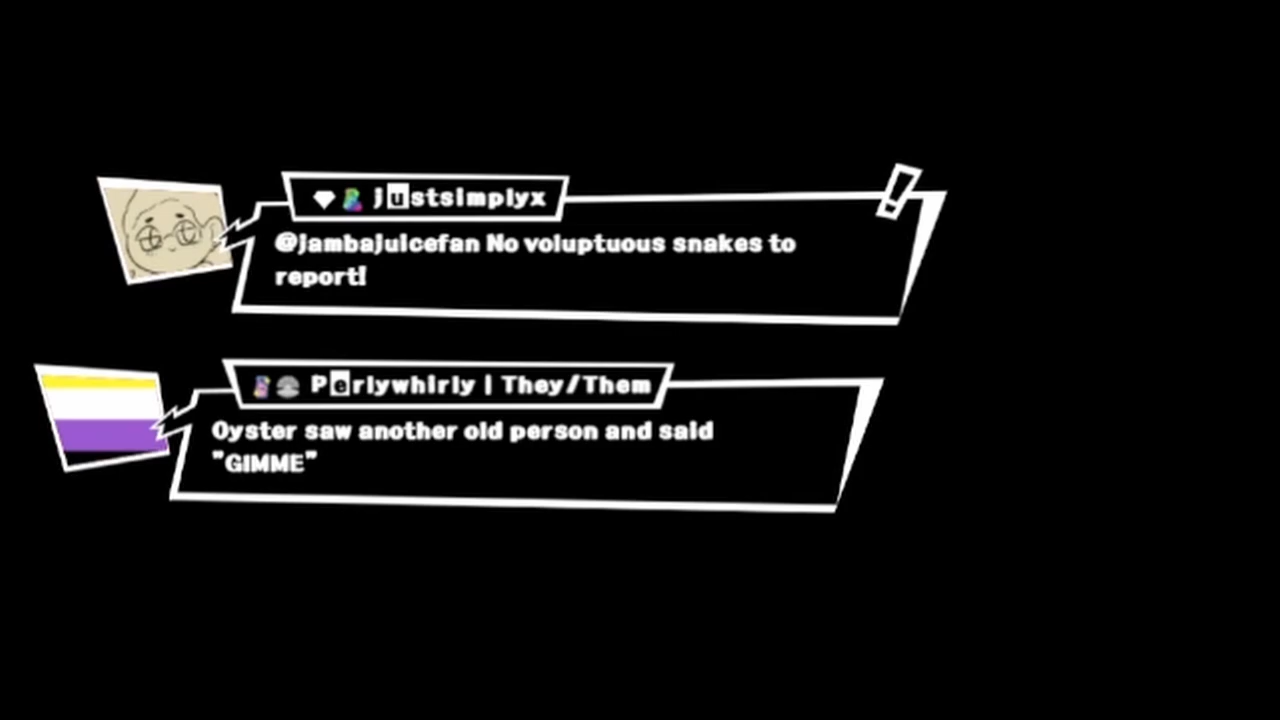 justsimplyx
@jambajuicefan No voluptuous snakes to
report!
Perlywhirly | They/Them
Oyster saw another old person and said
"GIMME"